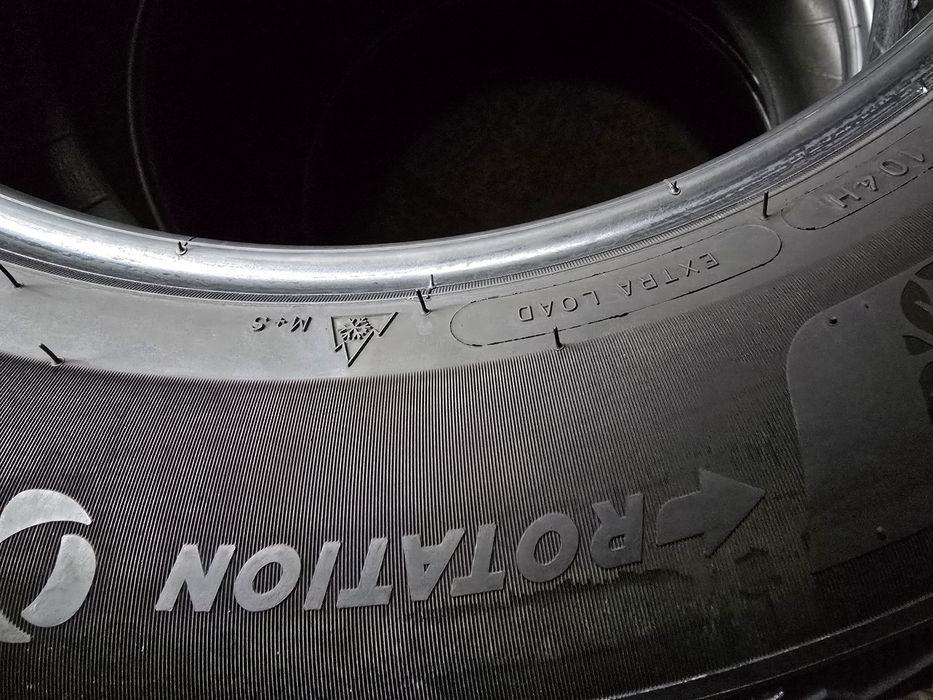 104H
EXTRA LOAD
M+S
ROTATION